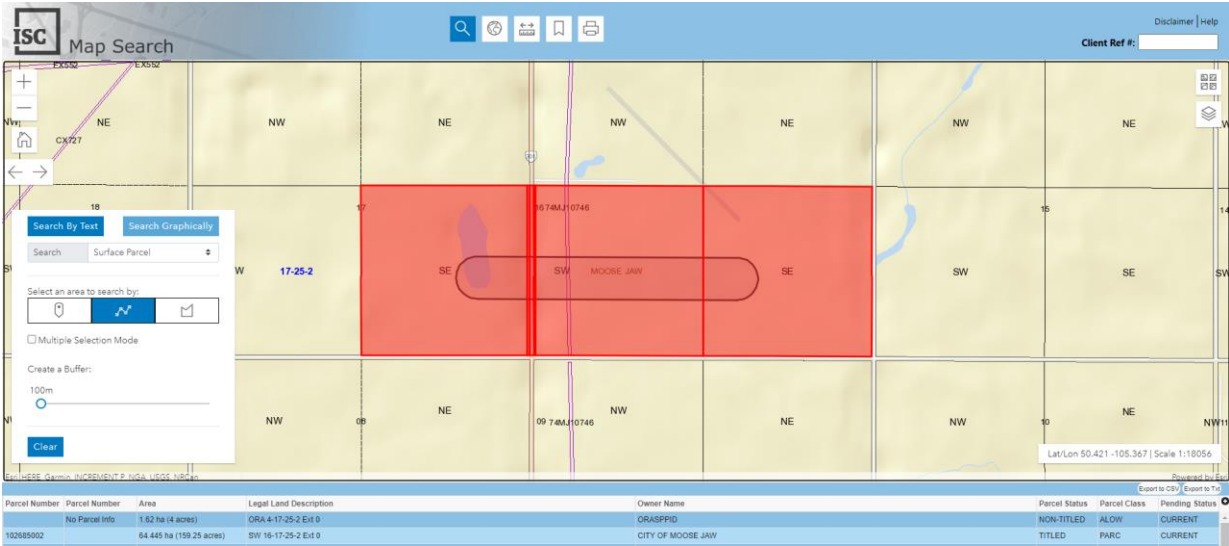 ISC Map Search
Disclaimer | Help
Client Ref #:
EX552 EX552
NW NE NW NE NW NE NW NE
CX727
18 17 1674MJ10746 15 14
Search By Text Search Graphically
Search Surface Parcel
W 17-25-2 SE SW MOOSE JAW SE SW SE SW
Select an area to search by:
Multiple Selection Mode
Create a Buffer:
100m
NW NE NW NE NW NE NW11
08 09 74MJ10746 10
Clear
Lat/Lon 50.421 -105.367 | Scale 1:18056
Esri, HERE, Garmin, INCREMENT P, NGA, USGS, NRCan Powered by Esri
Export to CSV Export to Txt
Parcel Number Parcel Number Area Legal Land Description Owner Name Parcel Status Parcel Class Pending Status
No Parcel Info 1.62 ha (4 acres) ORA 4-17-25-2 Ext 0 ORASPPID NON-TITLED ALOW CURRENT
102685002 64.445 ha (159.25 acres) SW 16-17-25-2 Ext 0 CITY OF MOOSE JAW TITLED PARC CURRENT